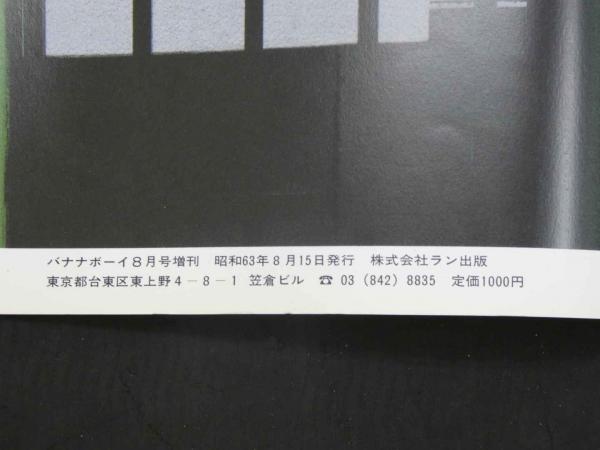 バナナボーイ8月号増刊 昭和63年8月15日発行 株式会社ラン出版
東京都台東区東上野4－8－1 笠倉ビル ☎ 03 (842) 8835 定価1000円